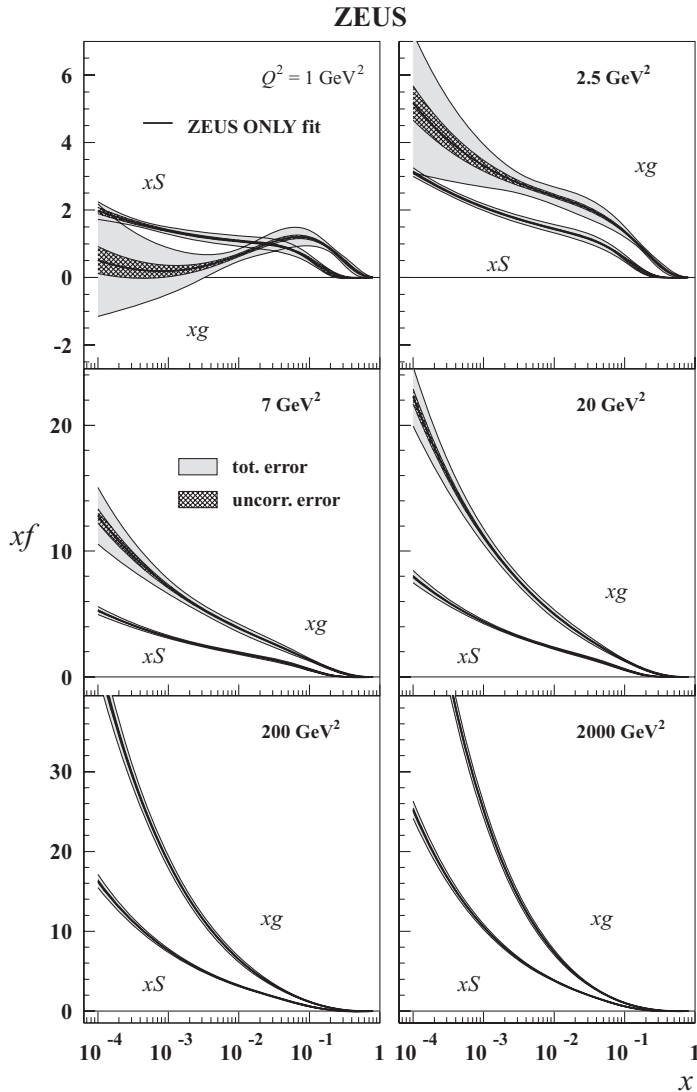 ZEUS
Q² = 1 GeV²
2.5 GeV²
ZEUS ONLY fit
xS
xg
xS
xg
6
4
2
0
-2
7 GeV²
20 GeV²
tot. error
uncorr. error
xf
xg
xS
xg
xS
20
10
0
200 GeV²
2000 GeV²
xg
xS
xg
xS
30
20
10
0
10⁻⁴ 10⁻³ 10⁻² 10⁻¹ 1
10⁻⁴ 10⁻³ 10⁻² 10⁻¹ 1
x